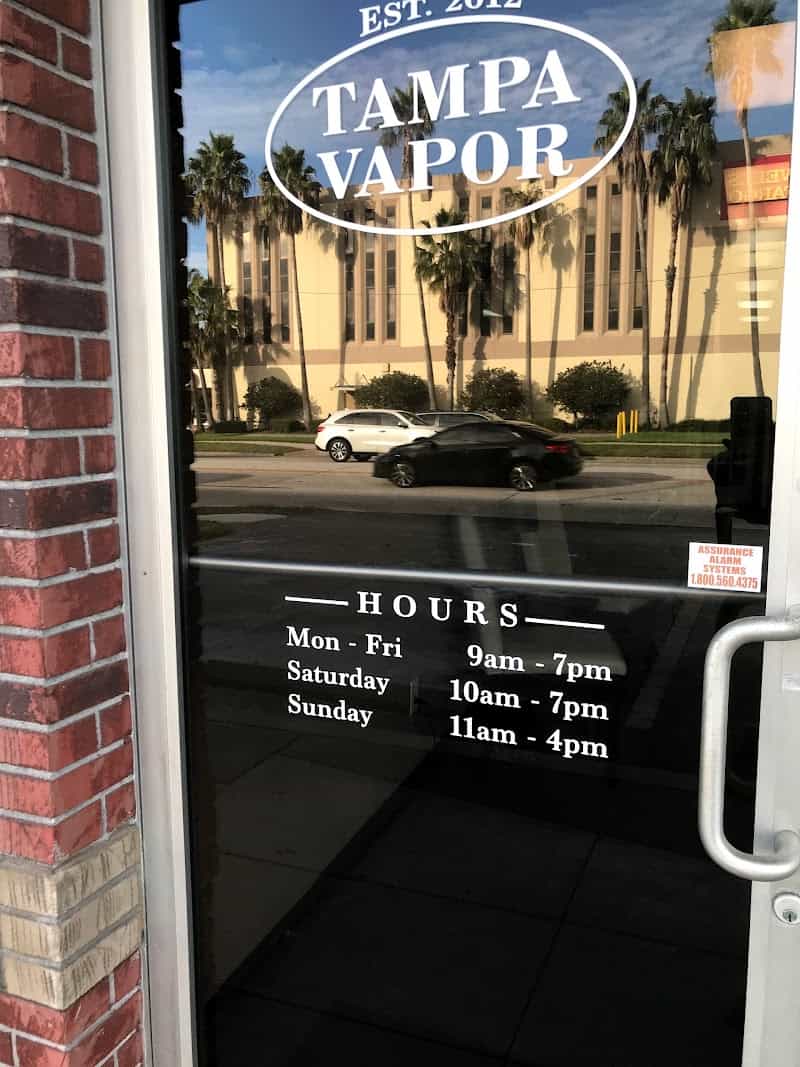 EST. 2012
TAMPA
VAPOR
ASSURANCE
ALARM
SYSTEMS
1.800.560.4375
HOURS
Mon - Fri 9am - 7pm
Saturday 10am - 7pm
Sunday 11am - 4pm